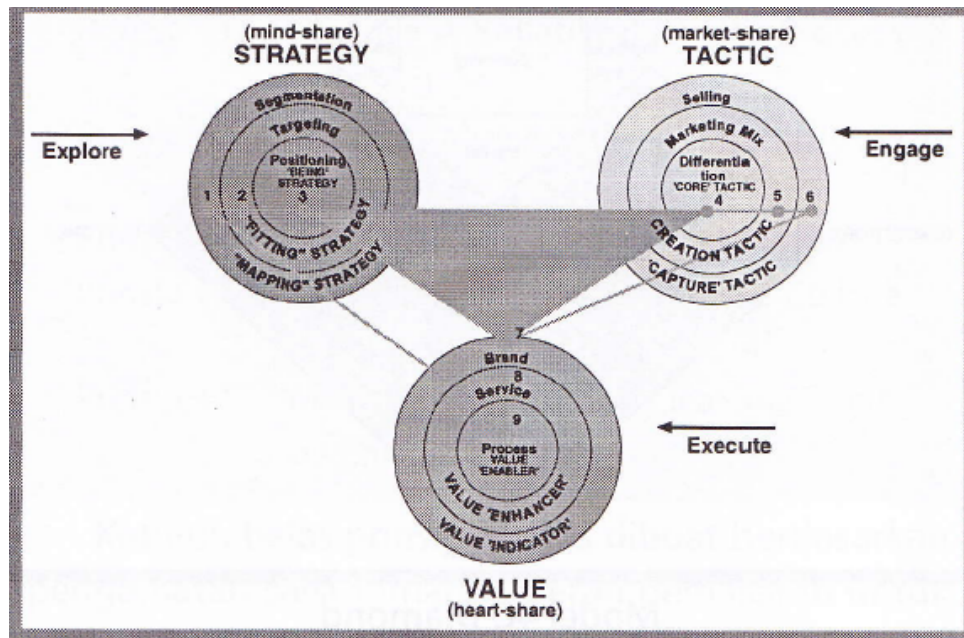 (mind-share)
STRATEGY
(market-share)
TACTIC
Explore
Engage
Segmentation
Targeting
Positioning
'BEING'
STRATEGY
1 2 3
"FITTING" STRATEGY
"MAPPING" STRATEGY
Selling
Marketing Mix
Differentia
tion
'CORE' TACTIC
4 5 6
CREATION TACTIC
'CAPTURE' TACTIC
7
Brand
8
Service
9
Process
VALUE
'ENABLER'
VALUE 'ENHANCER'
VALUE 'INDICATOR'
Execute
VALUE
(heart-share)